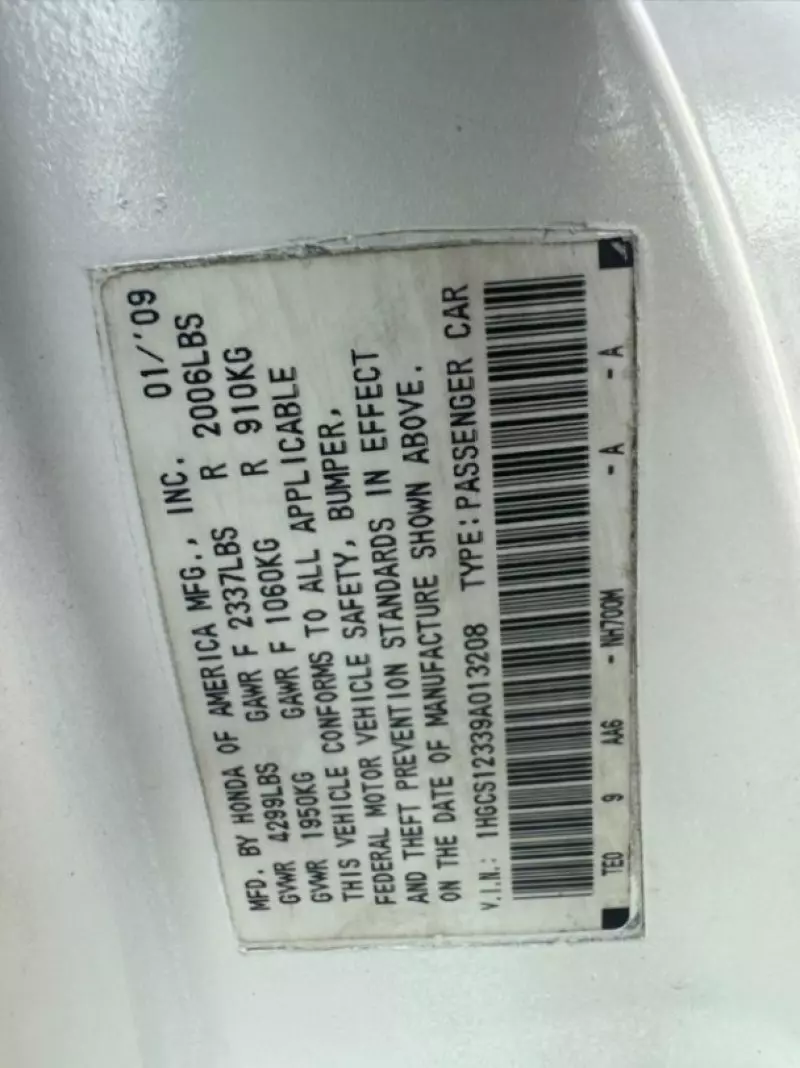 MFD. BY HONDA OF AMERICA MFG., INC. 01/'09
GVWR 4299LBS GAWR F 2337LBS R 2006LBS
GVWR 1950KG GAWR F 1060KG R 910KG
THIS VEHICLE CONFORMS TO ALL APPLICABLE
FEDERAL MOTOR VEHICLE SAFETY, BUMPER,
AND THEFT PREVENTION STANDARDS IN EFFECT
ON THE DATE OF MANUFACTURE SHOWN ABOVE.
V.I.N.: 1HGCS12339A013208 TYPE: PASSENGER CAR
TE0 9 AA6 - NH700M - A - A